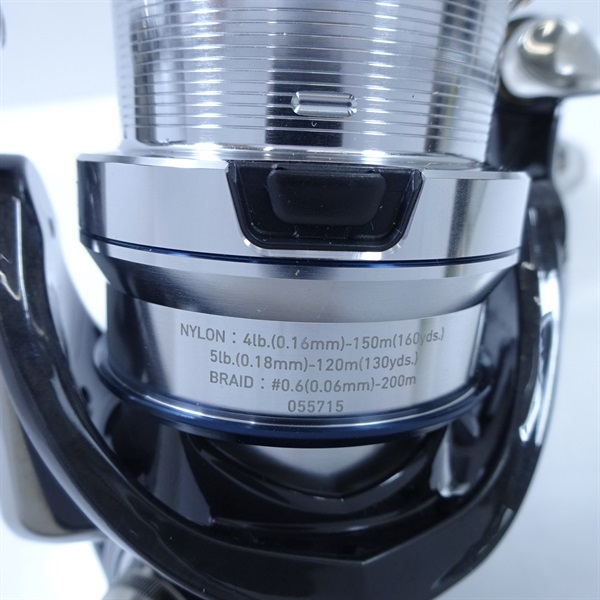 NYLON : 4lb.(0.16mm)-150m(160yds.)
5lb.(0.18mm)-120m(130yds.)
BRAID : #0.6(0.06mm)-200m
055715